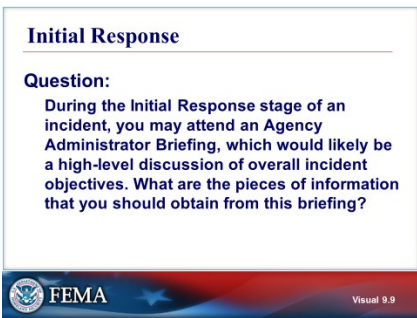 Initial Response
Question:
During the Initial Response stage of an
incident, you may attend an Agency
Administrator Briefing, which would likely be
a high-level discussion of overall incident
objectives. What are the pieces of information
that you should obtain from this briefing?
FEMA
Visual 9.9